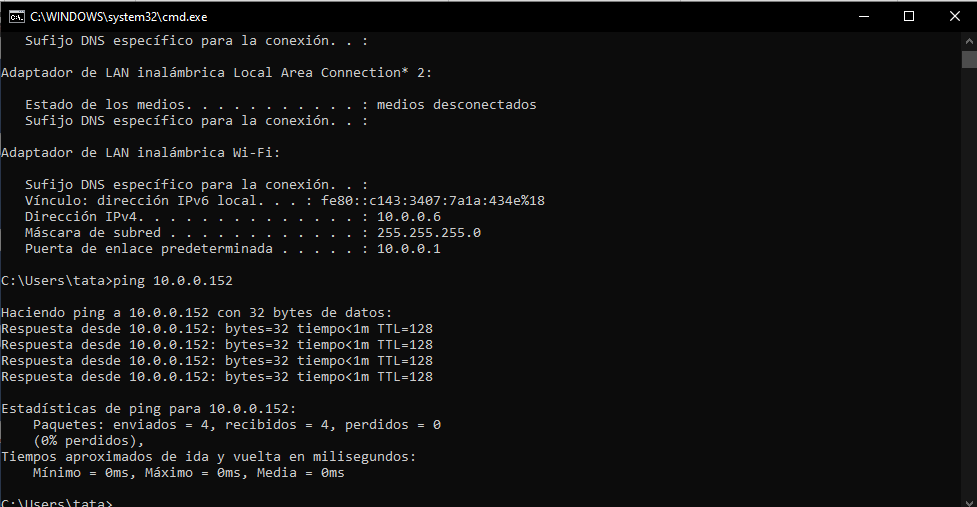 C:\WINDOWS\system32\cmd.exe
Sufijo DNS específico para la conexión. . :
Adaptador de LAN inalámbrica Local Area Connection* 2:
Estado de los medios. . . . . . . . . . . : medios desconectados
Sufijo DNS específico para la conexión. . :
Adaptador de LAN inalámbrica Wi-Fi:
Sufijo DNS específico para la conexión. . :
Vínculo: dirección IPv6 local. . . : fe80::c143:3407:7a1a:434e%18
Dirección IPv4. . . . . . . . . . . . . . : 10.0.0.6
Máscara de subred . . . . . . . . . . . . : 255.255.255.0
Puerta de enlace predeterminada . . . . . : 10.0.0.1
C:\Users\tata>ping 10.0.0.152
Haciendo ping a 10.0.0.152 con 32 bytes de datos:
Respuesta desde 10.0.0.152: bytes=32 tiempo<1m TTL=128
Respuesta desde 10.0.0.152: bytes=32 tiempo<1m TTL=128
Respuesta desde 10.0.0.152: bytes=32 tiempo<1m TTL=128
Respuesta desde 10.0.0.152: bytes=32 tiempo<1m TTL=128
Estadísticas de ping para 10.0.0.152:
Paquetes: enviados = 4, recibidos = 4, perdidos = 0
(0% perdidos),
Tiempos aproximados de ida y vuelta en milisegundos:
Mínimo = 0ms, Máximo = 0ms, Media = 0ms
C:\Users\tata>